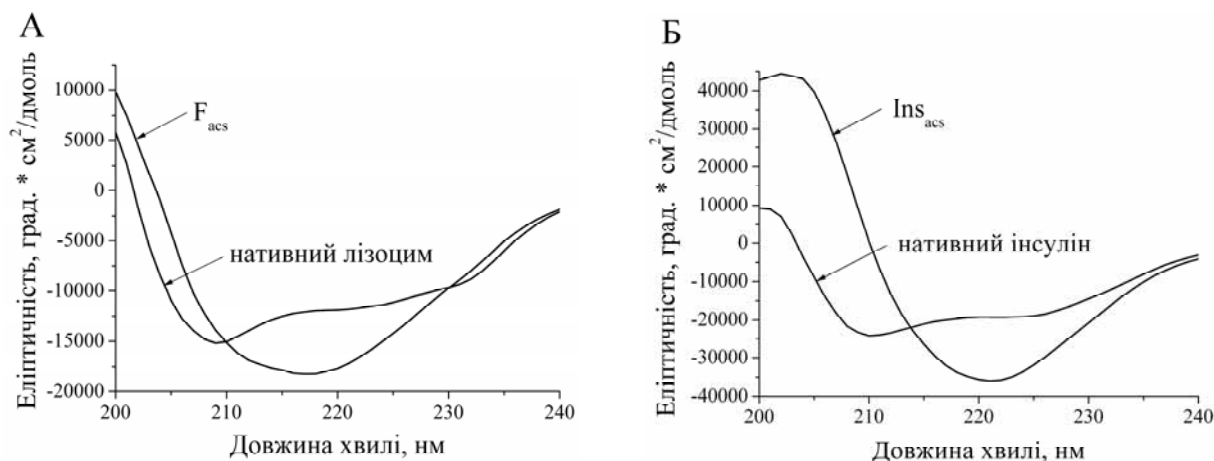 А
Еліптичність, град. * см²/дмоль
10000
5000
0
-5000
-10000
-15000
-20000
F_acs
нативний лізоцим
200 210 220 230 240
Довжина хвилі, нм
Б
Еліптичність, град. * см²/дмоль
40000
30000
20000
10000
0
-10000
-20000
-30000
-40000
Ins_acs
нативний інсулін
200 210 220 230 240
Довжина хвилі, нм